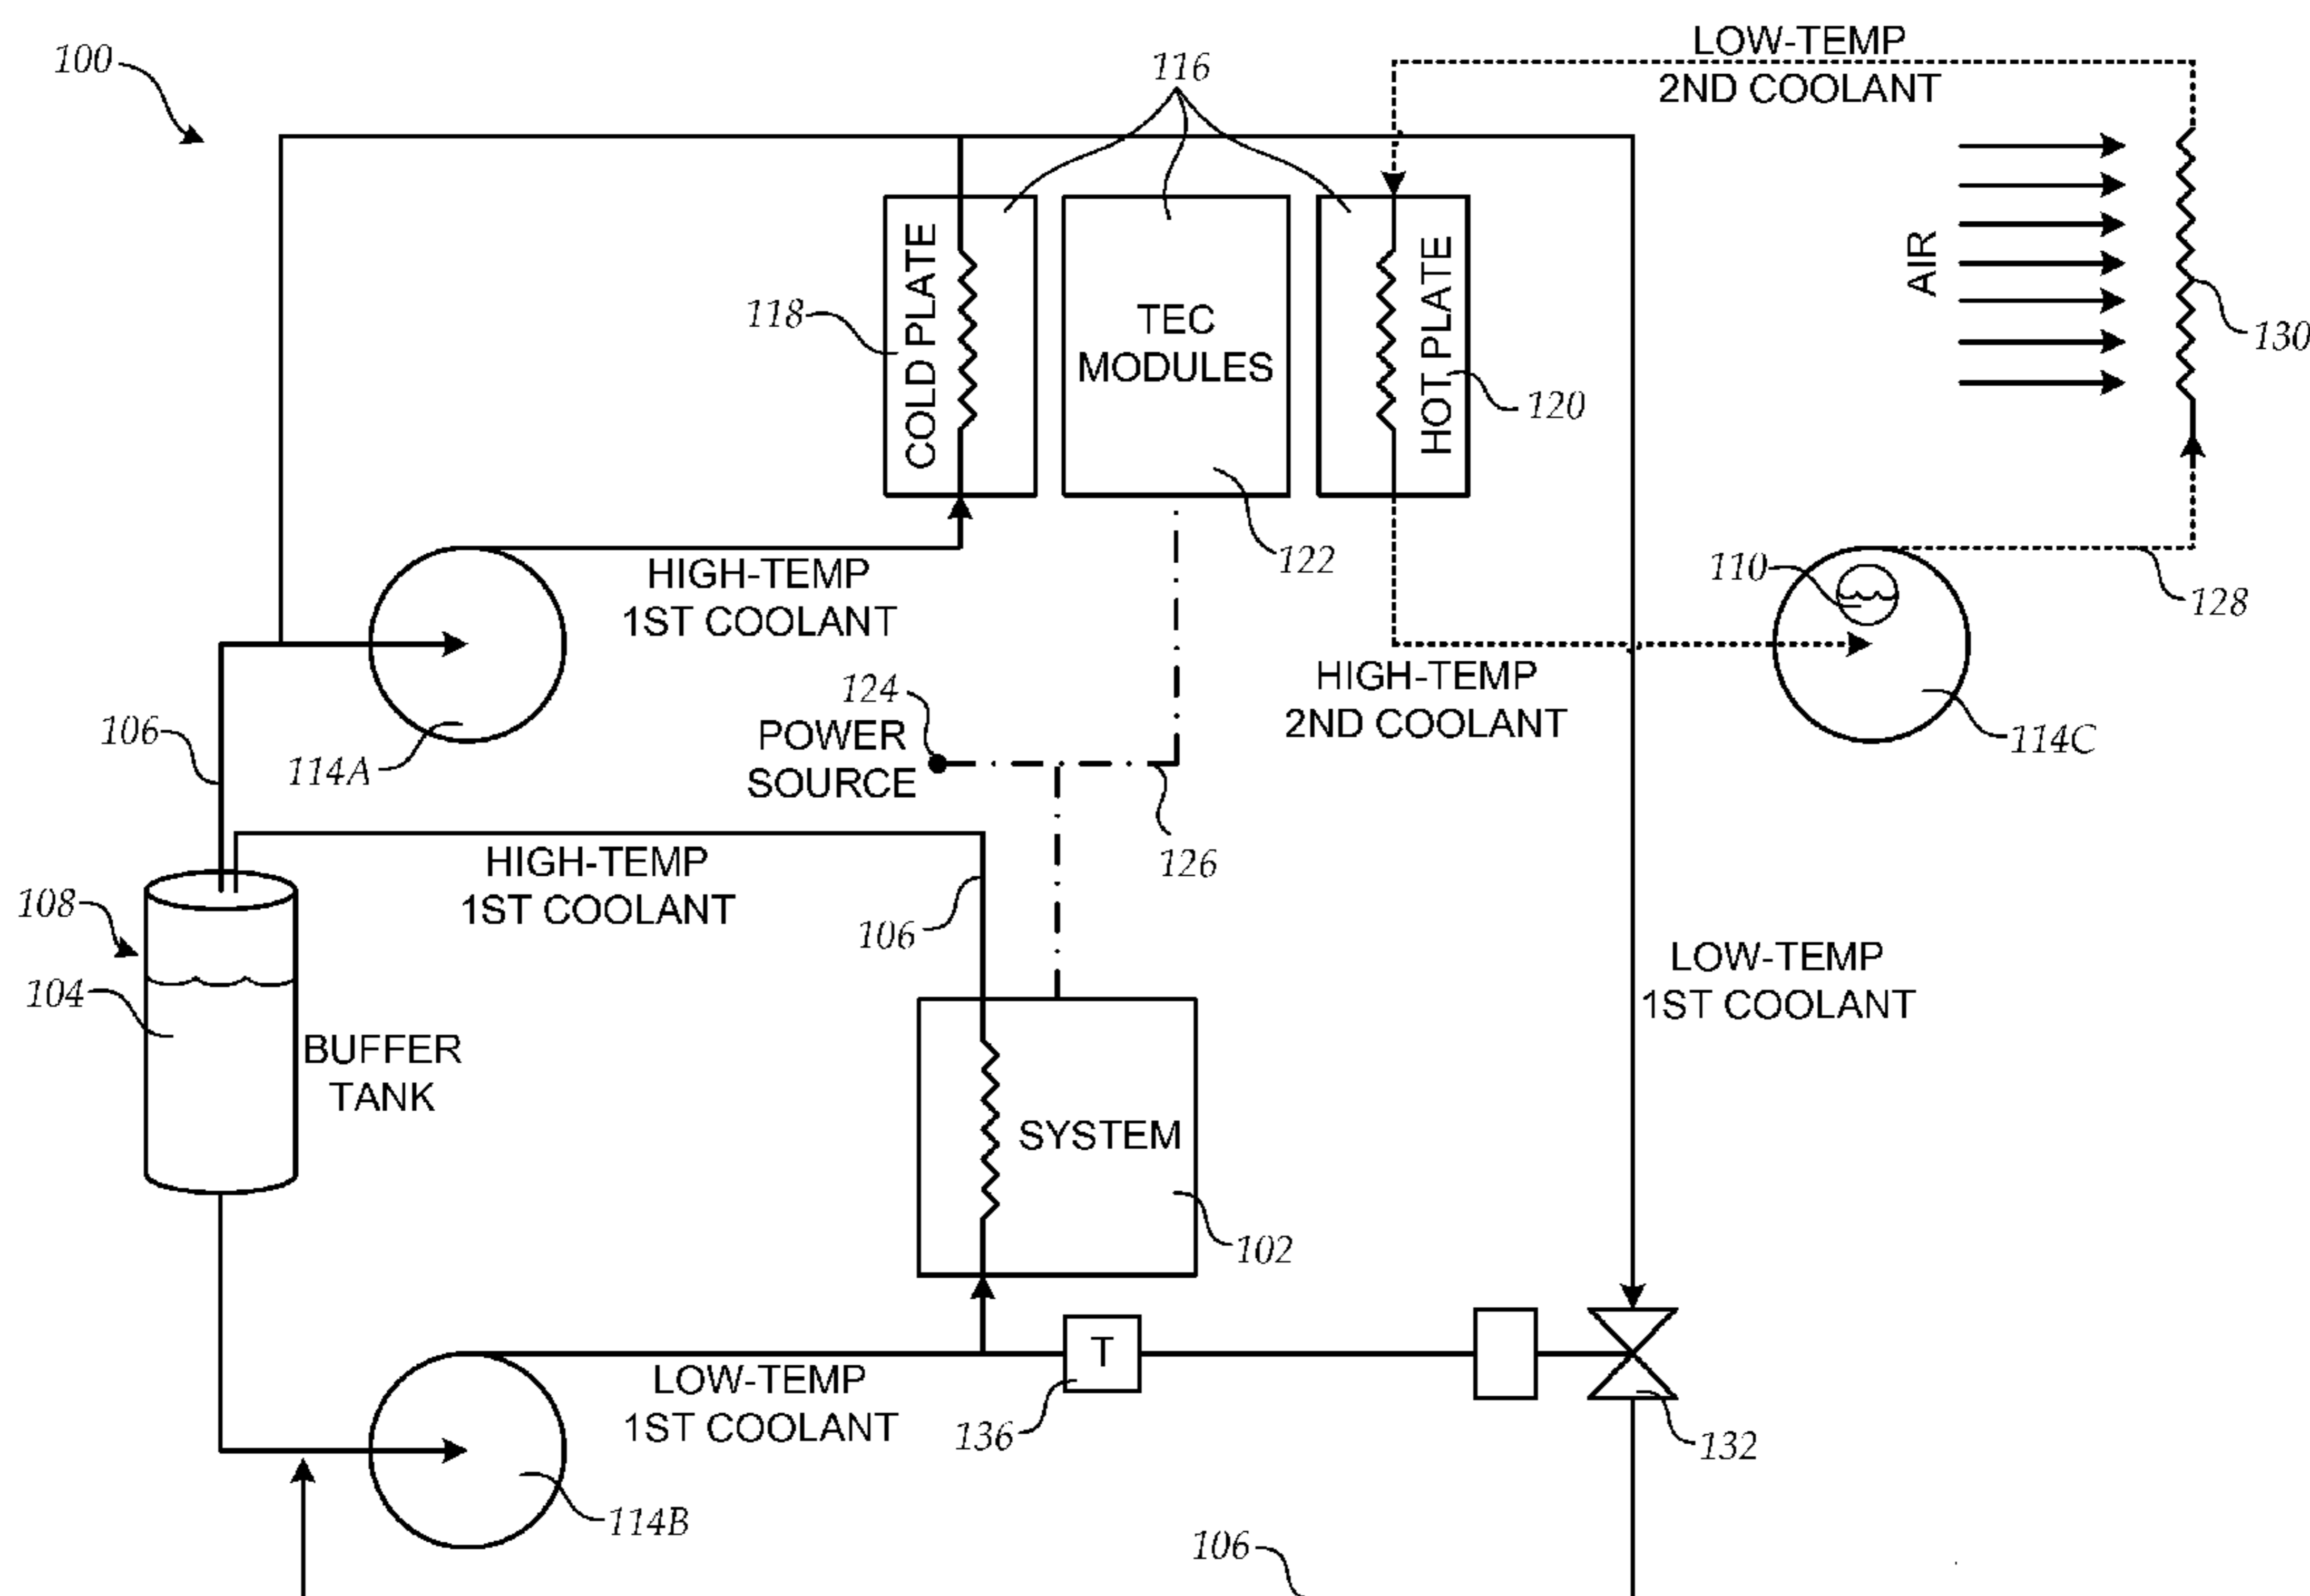 100
LOW-TEMP
2ND COOLANT
116
COLD PLATE
TEC
MODULES
HOT PLATE
AIR
118
120
130
122
HIGH-TEMP
1ST COOLANT
110
128
106
114A
124
POWER
SOURCE
HIGH-TEMP
2ND COOLANT
114C
126
HIGH-TEMP
1ST COOLANT
108
106
104
LOW-TEMP
1ST COOLANT
BUFFER
TANK
SYSTEM
102
T
LOW-TEMP
1ST COOLANT
136
132
114B
106